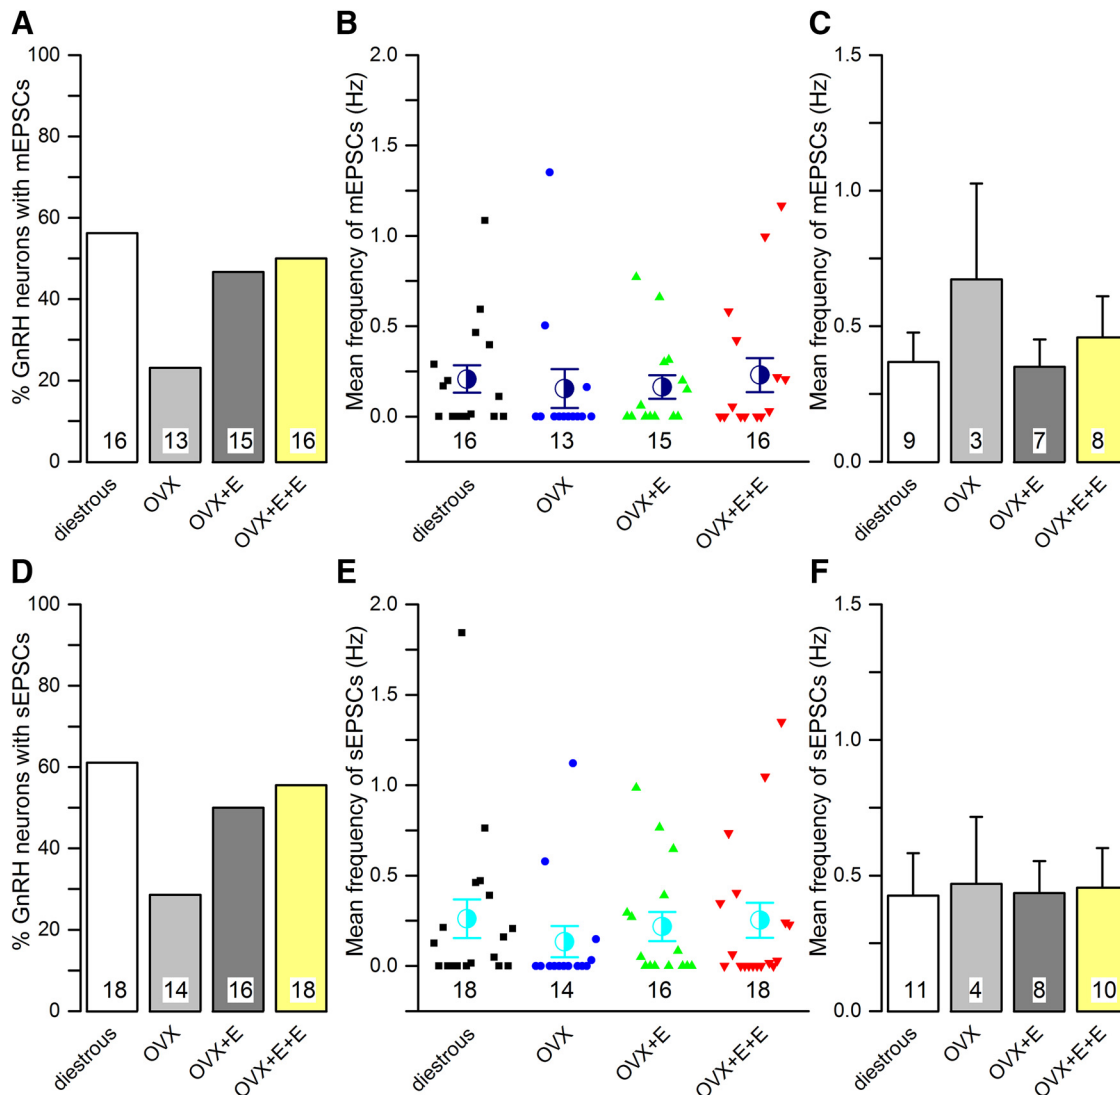 A
% GnRH neurons with mEPSCs
100
80
60
40
20
0
16
13
15
16
diestrous
OVX
OVX+E
OVX+E+E
B
Mean frequency of mEPSCs (Hz)
2.0
1.5
1.0
0.5
0.0
16
13
15
16
diestrous
OVX
OVX+E
OVX+E+E
C
Mean frequency of mEPSCs (Hz)
1.5
1.0
0.5
0.0
9
3
7
8
diestrous
OVX
OVX+E
OVX+E+E
D
% GnRH neurons with sEPSCs
100
80
60
40
20
0
18
14
16
18
diestrous
OVX
OVX+E
OVX+E+E
E
Mean frequency of sEPSCs (Hz)
2.0
1.5
1.0
0.5
0.0
18
14
16
18
diestrous
OVX
OVX+E
OVX+E+E
F
Mean frequency of sEPSCs (Hz)
1.5
1.0
0.5
0.0
11
4
8
10
diestrous
OVX
OVX+E
OVX+E+E